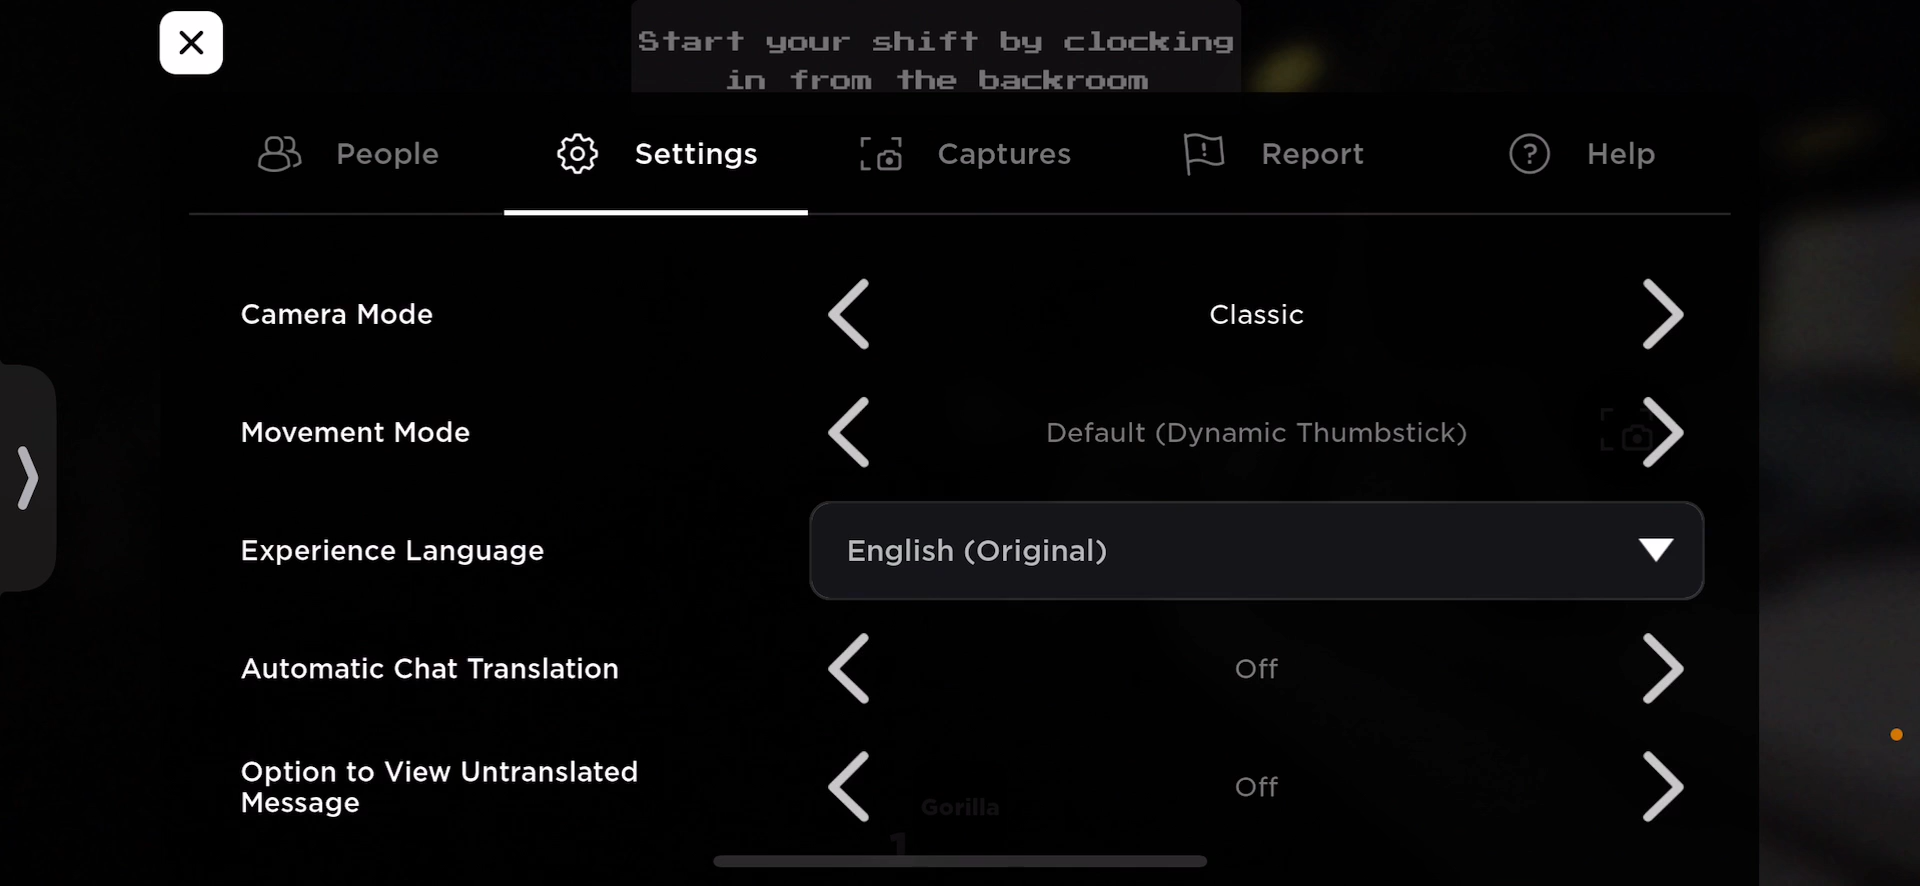 Start your shift by clocking
in from the backroom
People
Settings
Captures
Report
Help
Camera Mode
Classic
Movement Mode
Default (Dynamic Thumbstick)
Experience Language
English (Original)
Automatic Chat Translation
Off
Option to View Untranslated
Message
Off
Gorilla
1